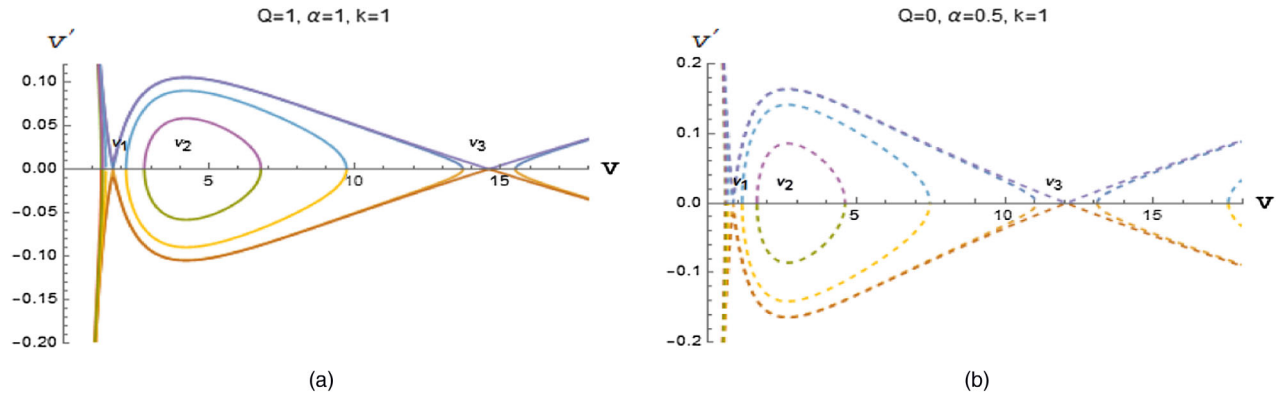 Q=1, α=1, k=1
v′
0.10
0.05
0.00
−0.05
−0.10
−0.15
−0.20
v₁
v₂
v₃
5
10
15
v
(a)
Q=0, α=0.5, k=1
v′
0.2
0.1
0.0
−0.1
−0.2
v₁
v₂
v₃
5
10
15
v
(b)